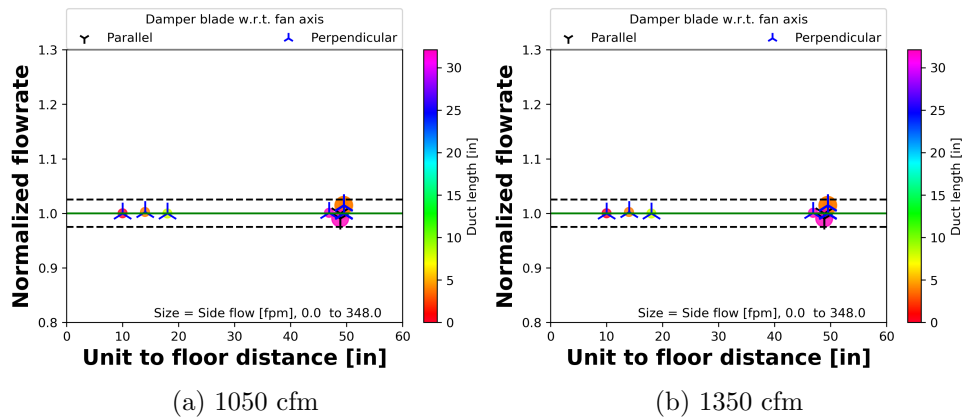 Damper blade w.r.t. fan axis
Parallel Perpendicular
Normalized flowrate
1.3
1.2
1.1
1.0
0.9
0.8
0 10 20 30 40 50 60
Size = Side flow [fpm], 0.0 to 348.0
Unit to floor distance [in]
30
25
20
15
10
5
0
Duct length [in]
(a) 1050 cfm
Damper blade w.r.t. fan axis
Parallel Perpendicular
Normalized flowrate
1.3
1.2
1.1
1.0
0.9
0.8
0 10 20 30 40 50 60
Size = Side flow [fpm], 0.0 to 348.0
Unit to floor distance [in]
30
25
20
15
10
5
0
Duct length [in]
(b) 1350 cfm